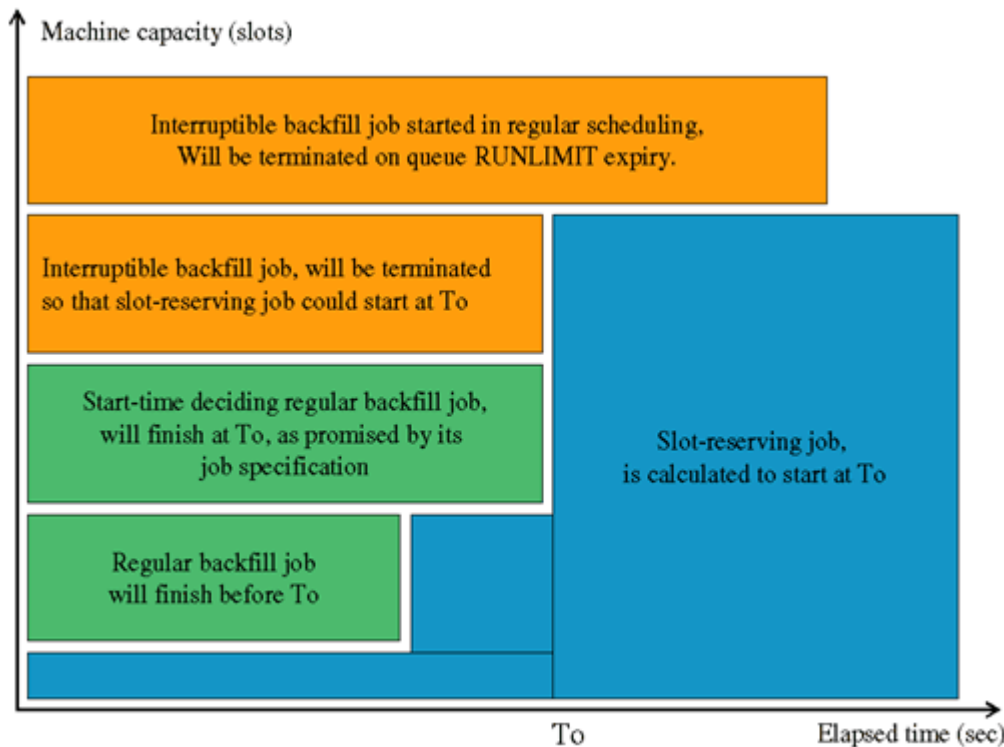 Machine capacity (slots)
Interruptible backfill job started in regular scheduling,
Will be terminated on queue RUNLIMIT expiry.
Interruptible backfill job, will be terminated
so that slot-reserving job could start at To
Start-time deciding regular backfill job,
will finish at To, as promised by its
job specification
Slot-reserving job,
is calculated to start at To
Regular backfill job
will finish before To
To
Elapsed time (sec)